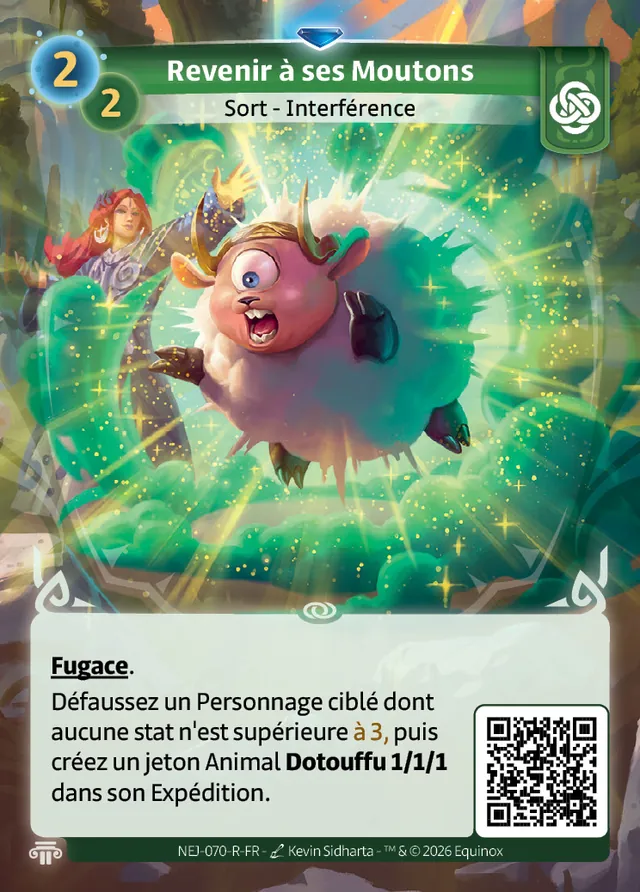 2
Revenir à ses Moutons
2
Sort - Interférence
Fugace.
Défaussez un Personnage ciblé dont
aucune stat n'est supérieure à 3, puis
créez un jeton Animal Dotouffu 1/1/1
dans son Expédition.
NEJ-070-R-FR - Kevin Sidharta - ™ & © 2026 Equinox